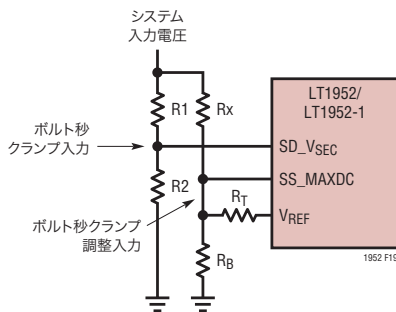 システム
入力電圧
R1
Rx
LT1952/
LT1952-1
ボルト秒
クランプ入力
SD_VSEC
R2
SS_MAXDC
RT
VREF
ボルト秒クランプ
調整入力
RB
1952 F19